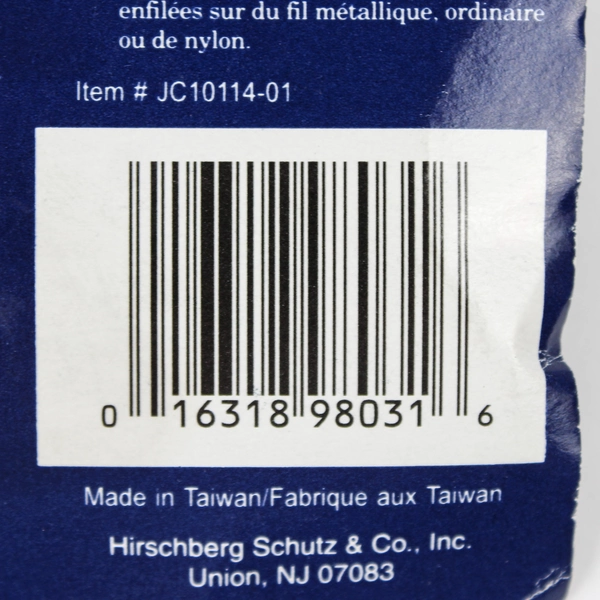 enfilées sur du fil métallique, ordinaire
ou de nylon.
Item # JC10114-01
0 16318 98031 6
Made in Taiwan/Fabrique aux Taiwan
Hirschberg Schutz & Co., Inc.
Union, NJ 07083